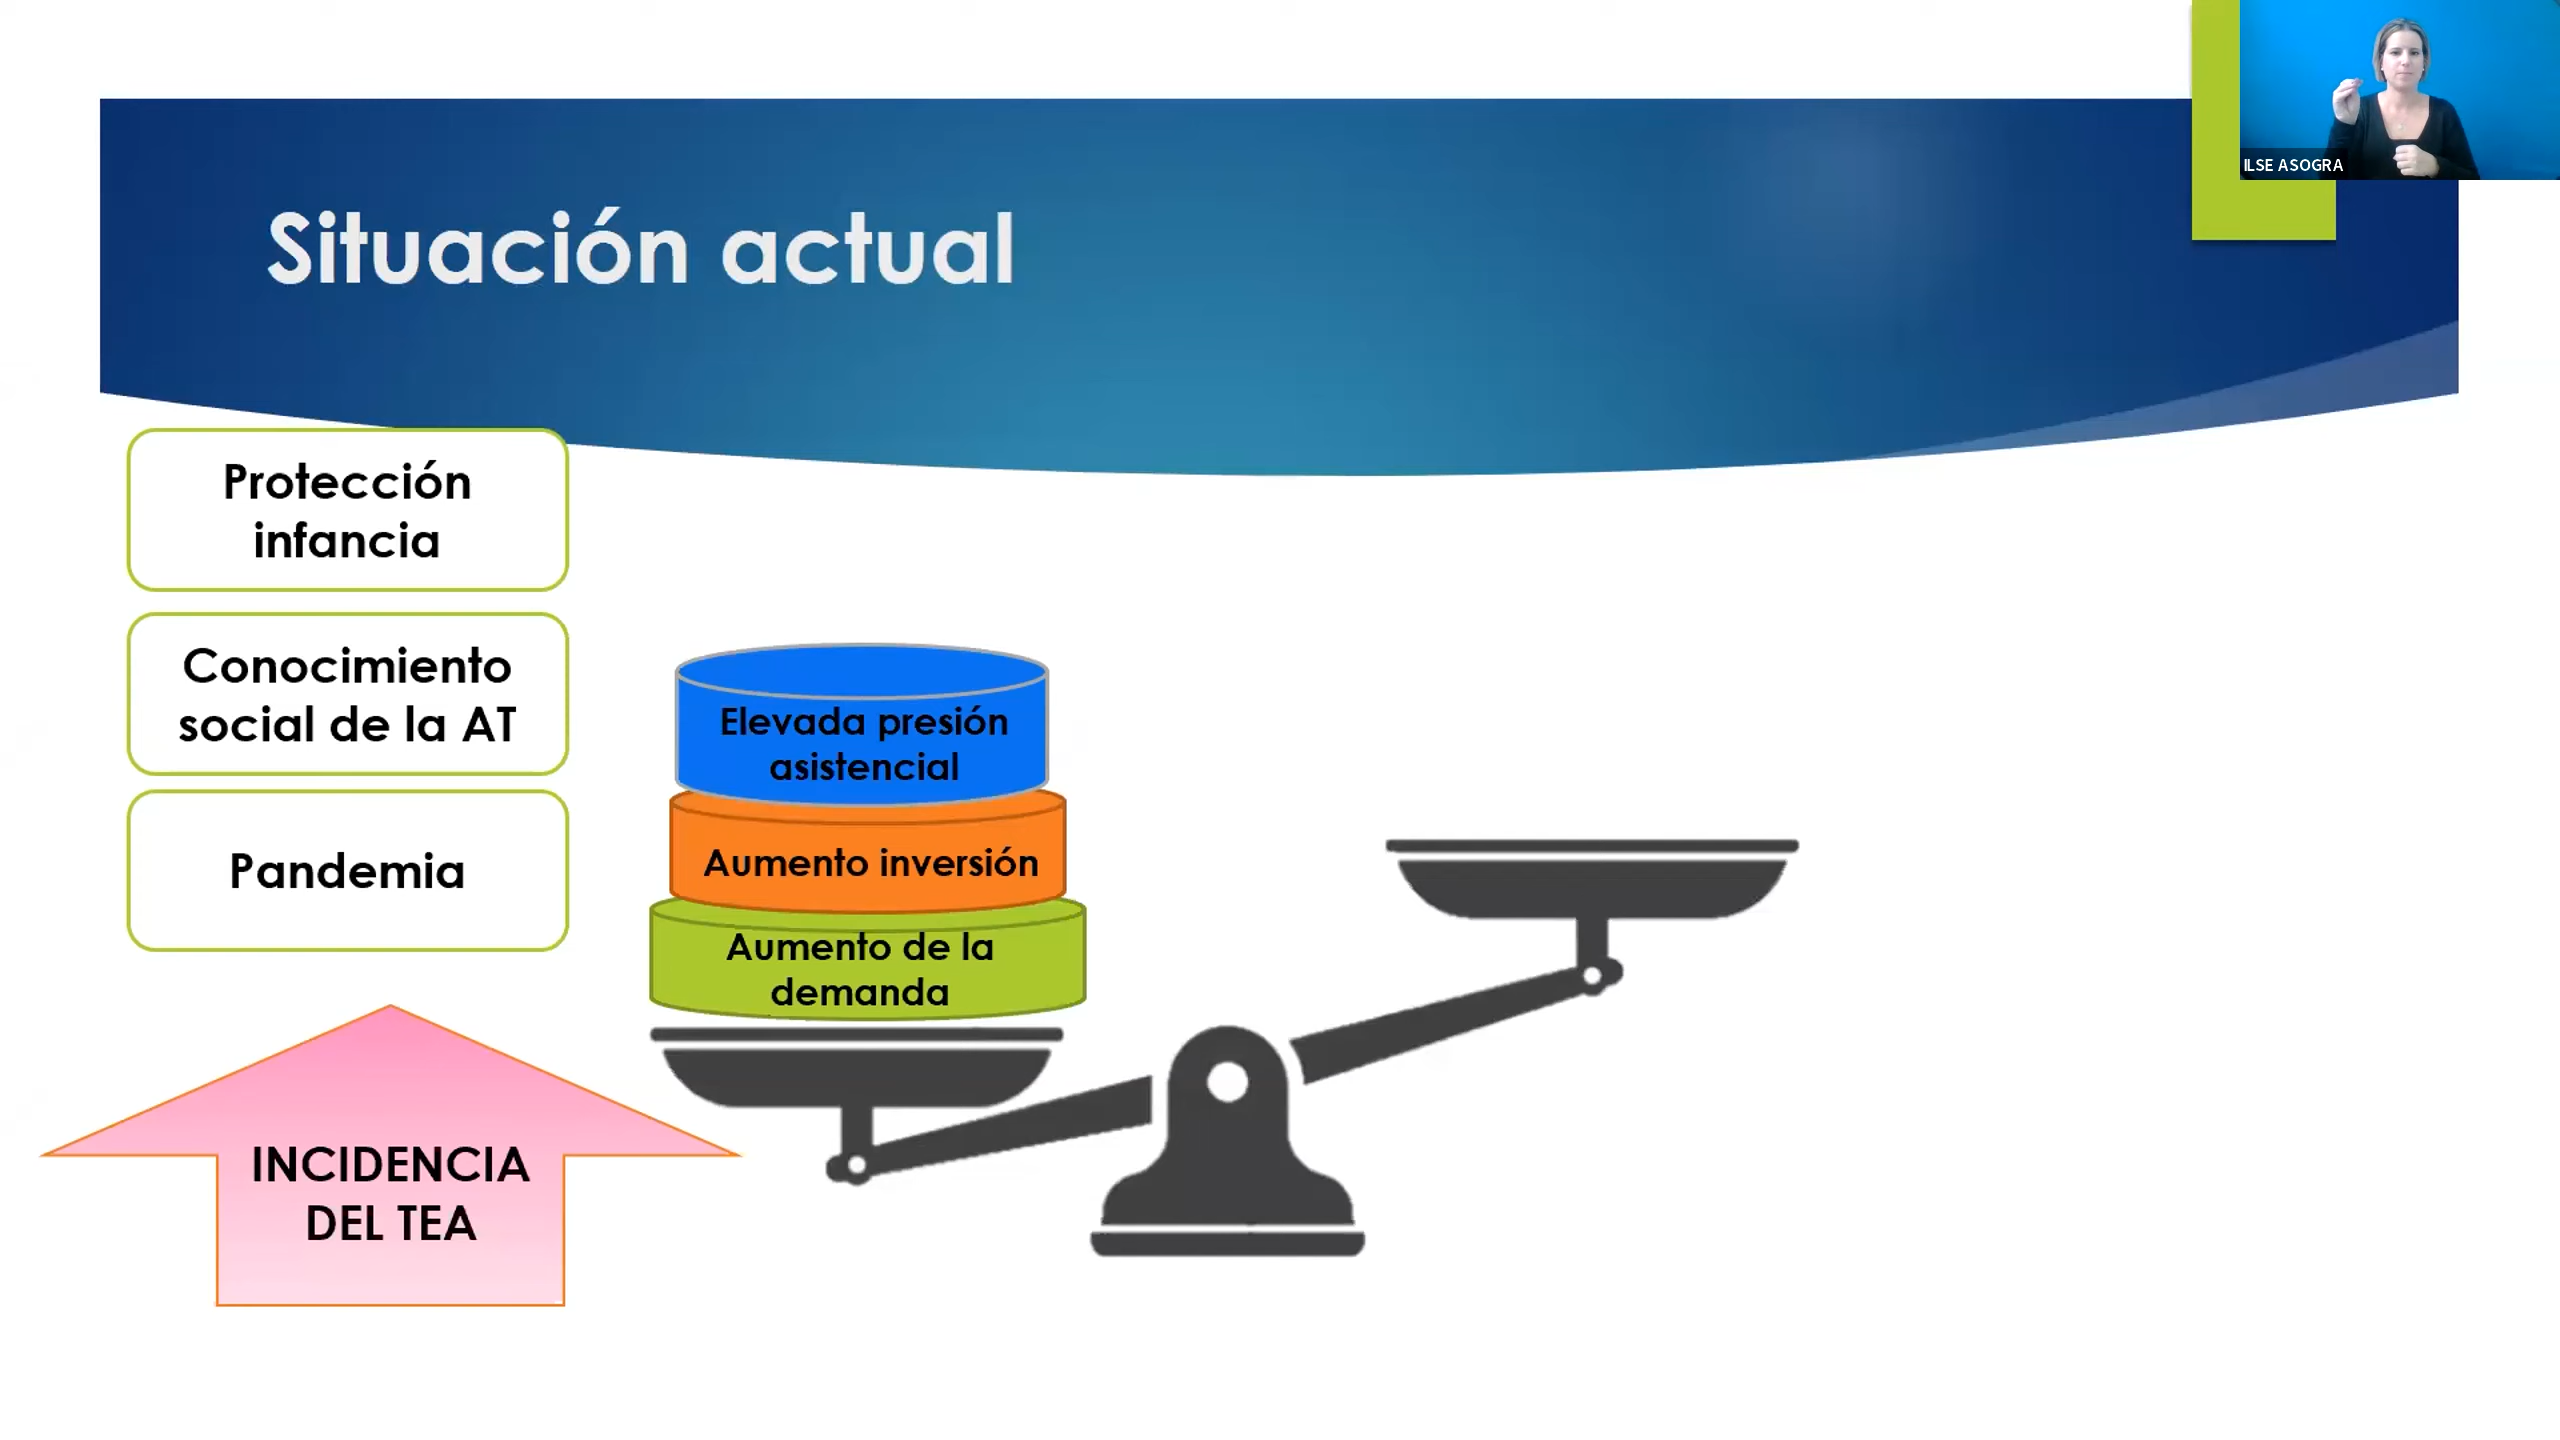 ILSE ASOGRA
Situación actual
Protección
infancia
Conocimiento
social de la AT
Pandemia
INCIDENCIA
DEL TEA
Elevada presión
asistencial
Aumento inversión
Aumento de la
demanda